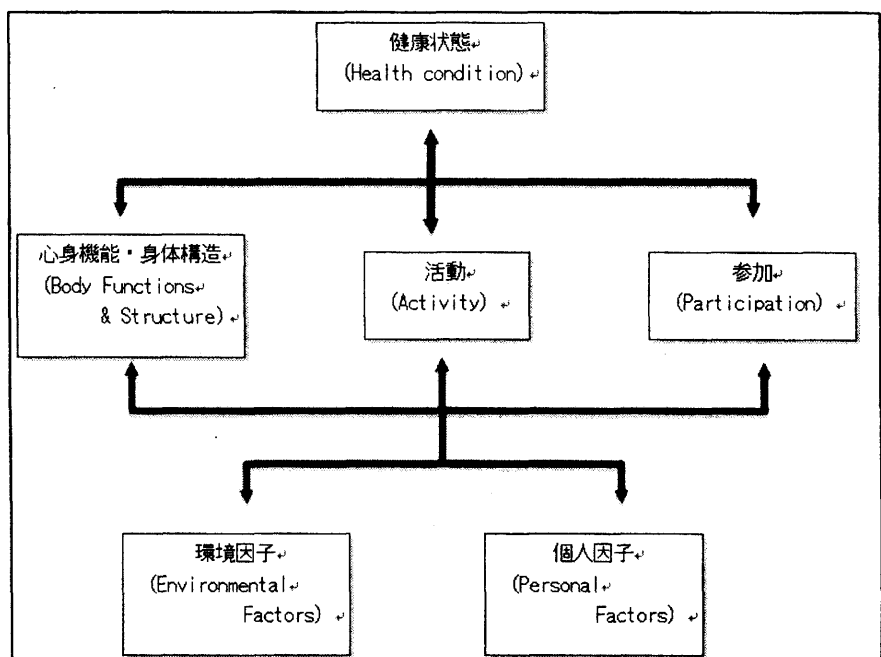 健康状態↵
(Health condition) ↵
心身機能・身体構造↵
(Body Functions↵
& Structure) ↵
活動↵
(Activity) ↵
参加↵
(Participation) ↵
環境因子↵
(Environmental↵
Factors) ↵
個人因子↵
(Personal↵
Factors) ↵